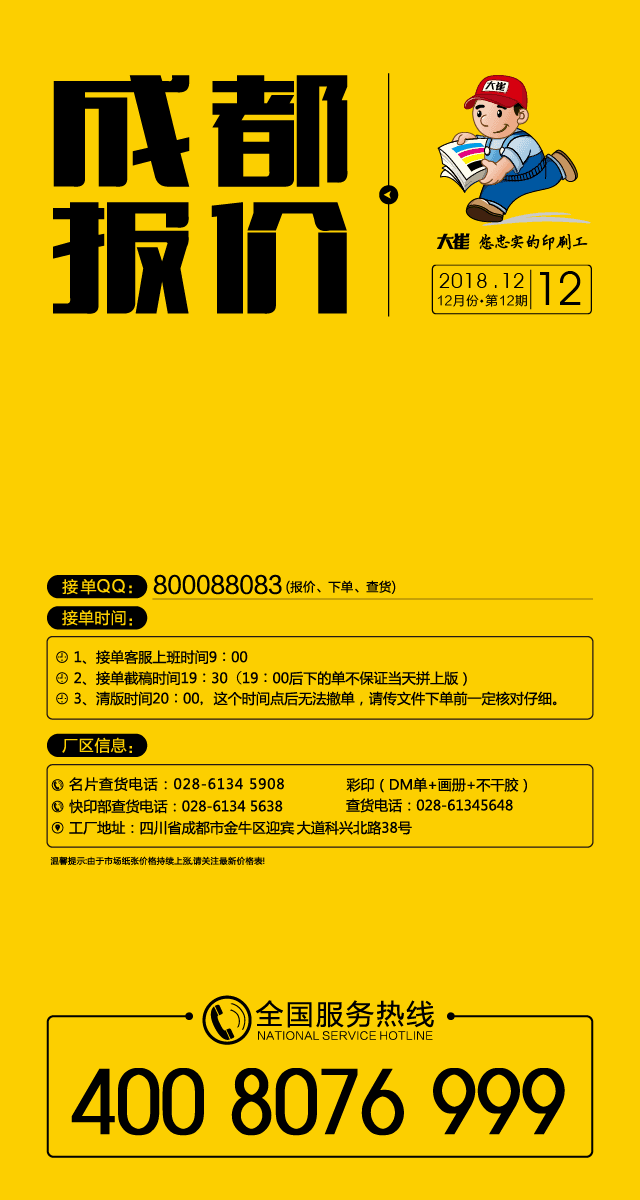 成都
报价
大崔
大崔 您忠实的印刷工
2018.12
12月份·第12期
12
接单QQ：
800088083(报价、下单、查货)
接单时间：
1、接单客服上班时间9：00
2、接单截稿时间19：30（19：00后下的单不保证当天拼上版）
3、清版时间20：00，这个时间点后无法撤单，请传文件下单前一定核对仔细。
厂区信息：
名片查货电话：028-6134 5908
彩印（DM单+画册+不干胶）
快印部查货电话：028-6134 5638
查货电话：028-61345648
工厂地址：四川省成都市金牛区迎宾大道科兴北路38号
温馨提示:由于市场纸张价格持续上涨,请关注最新价格表!
全国服务热线
NATIONAL SERVICE HOTLINE
400 8076 999